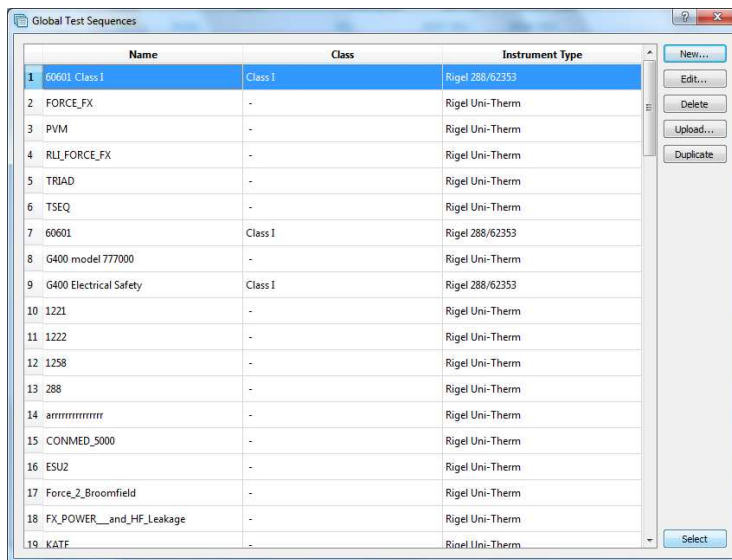 Global Test Sequences
Name Class Instrument Type
1 60601 Class I Class I Rigel 288/62353
2 FORCE_FX - Rigel Uni-Therm
3 PVM - Rigel Uni-Therm
4 RLI_FORCE_FX - Rigel Uni-Therm
5 TRIAD - Rigel Uni-Therm
6 TSEQ - Rigel Uni-Therm
7 60601 Class I Rigel 288/62353
8 G400 model 777000 - Rigel Uni-Therm
9 G400 Electrical Safety Class I Rigel 288/62353
10 1221 - Rigel Uni-Therm
11 1222 - Rigel Uni-Therm
12 1258 - Rigel Uni-Therm
13 288 - Rigel Uni-Therm
14 arrrrrrrrrrrrrr - Rigel Uni-Therm
15 CONMED_5000 - Rigel Uni-Therm
16 ESU2 - Rigel Uni-Therm
17 Force_2_Broomfield - Rigel Uni-Therm
18 FX_POWER__and_HF_Leakage - Rigel Uni-Therm
19 KATE - Rigel Uni-Therm
New...
Edit...
Delete
Upload...
Duplicate
Select